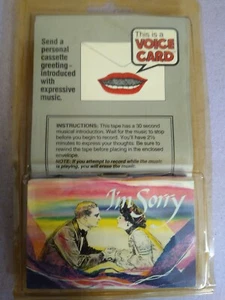 This is a
VOICE
CARD
Send a
personal
cassette
greeting–
introduced
with
expressive
music.
INSTRUCTIONS: This tape has a 30 second
musical introduction. Wait for the music to stop
before you begin to record. You'll have 2½
minutes to express your thoughts. Be sure to
rewind the tape before placing in the enclosed
envelope.
NOTE: If you attempt to record while the music
is playing, you will erase the music.
I'm Sorry